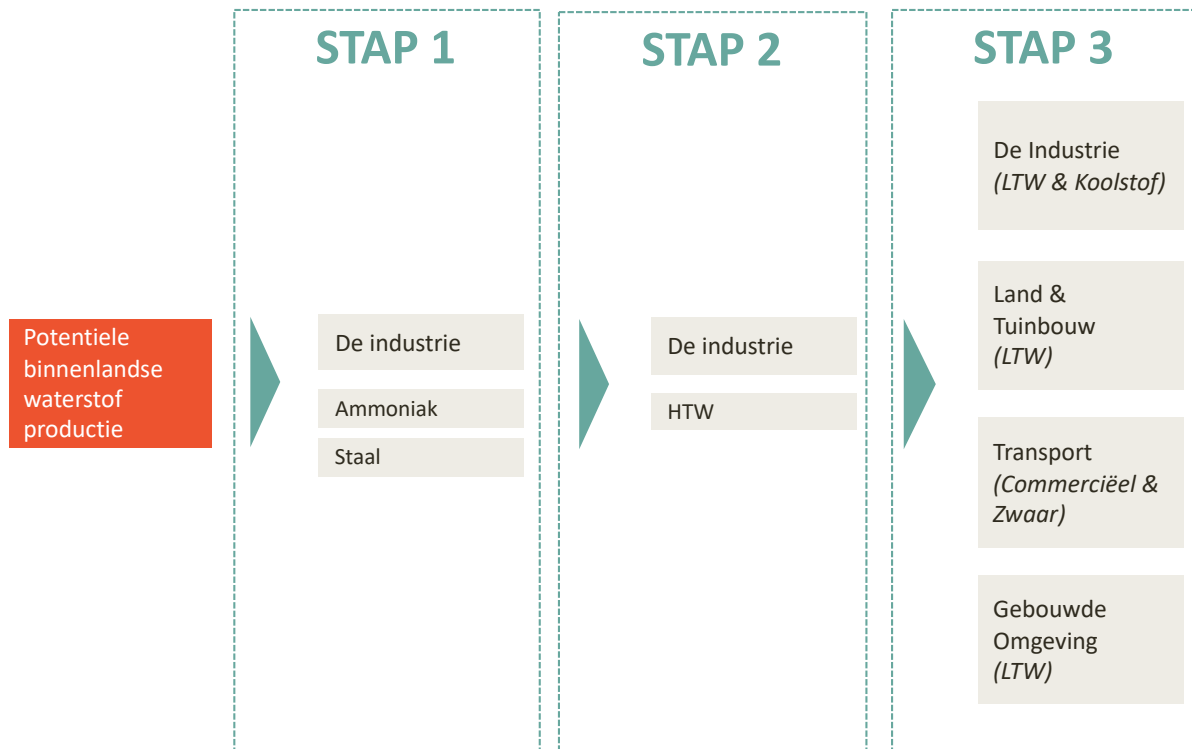 STAP 1
STAP 2
STAP 3
Potentiele
binnenlandse
waterstof
productie
De industrie
Ammoniak
Staal
De industrie
HTW
De Industrie
(LTW & Koolstof)
Land &
Tuinbouw
(LTW)
Transport
(Commerciëel &
Zwaar)
Gebouwde
Omgeving
(LTW)